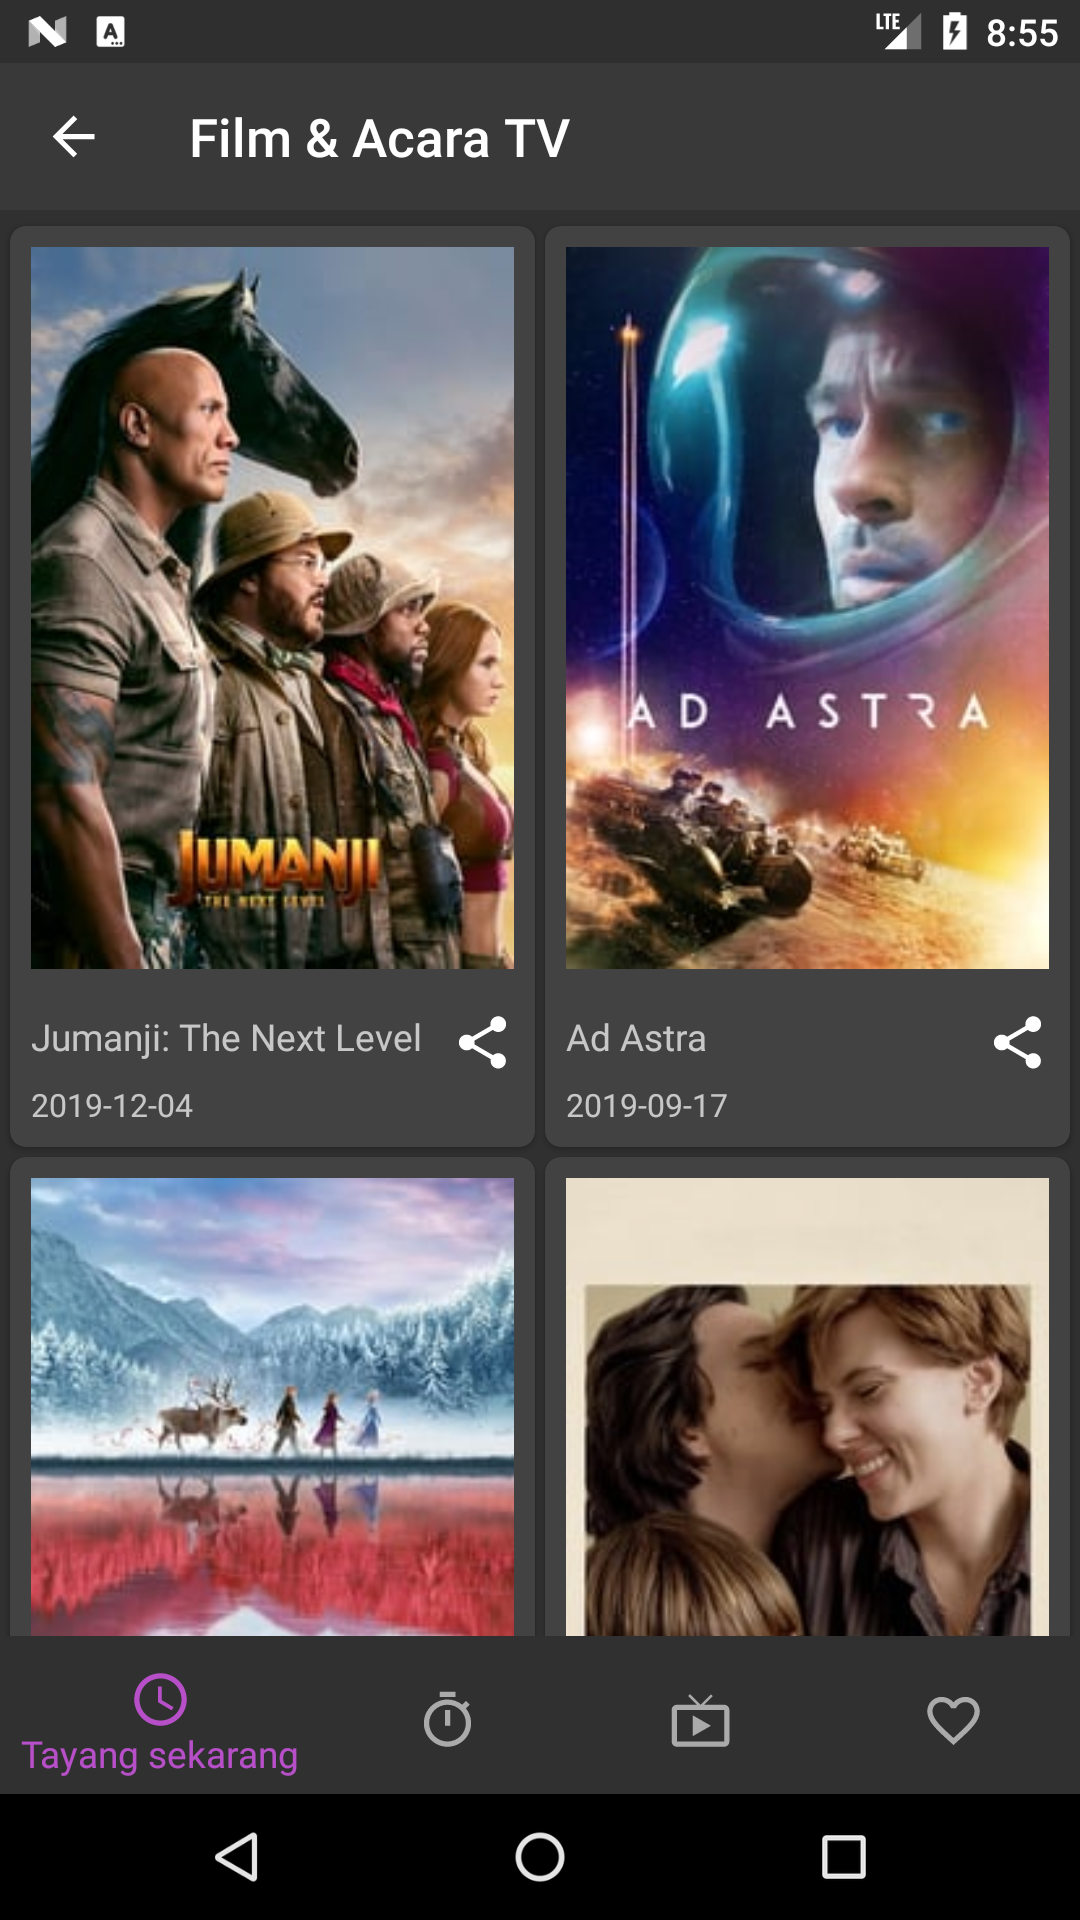 LTE
8:55
Film & Acara TV
JUMANJI
THE NEXT LEVEL
AD ASTRA
Jumanji: The Next Level
2019-12-04
Ad Astra
2019-09-17
Tayang sekarang